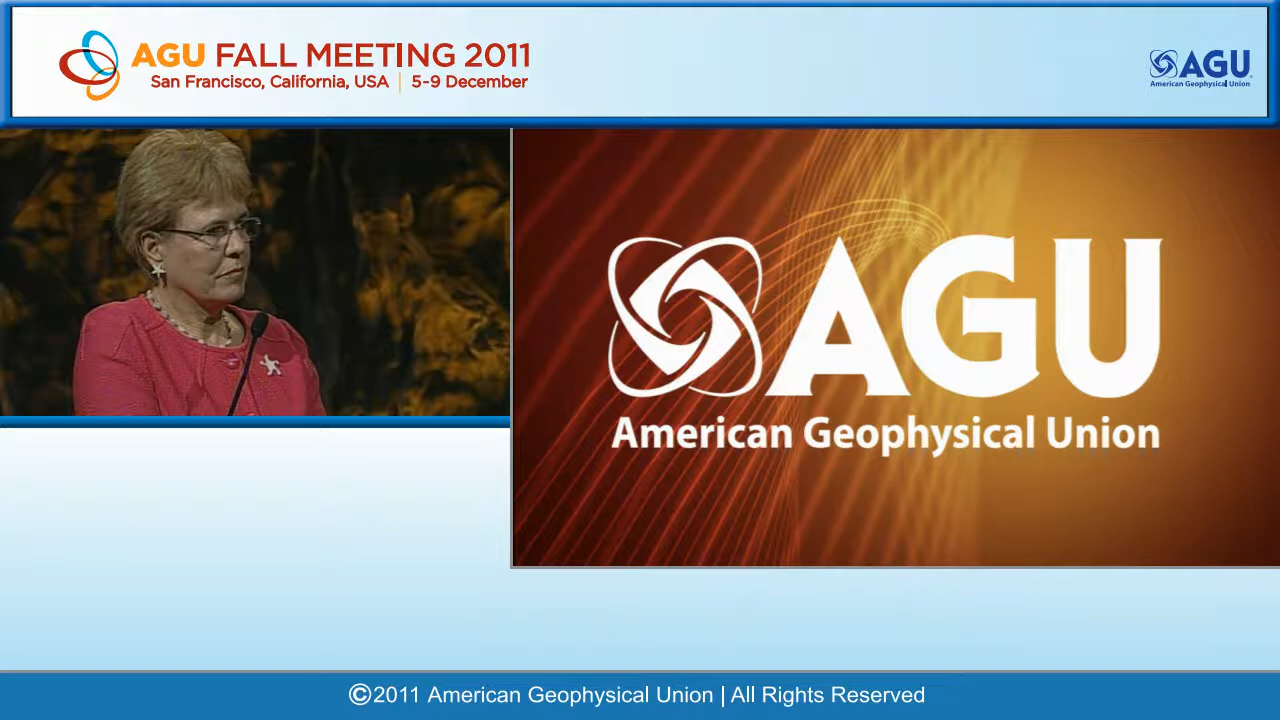 AGU FALL MEETING 2011
San Francisco, California, USA | 5-9 December
AGU
American Geophysical Union
AGU
American Geophysical Union
©2011 American Geophysical Union | All Rights Reserved